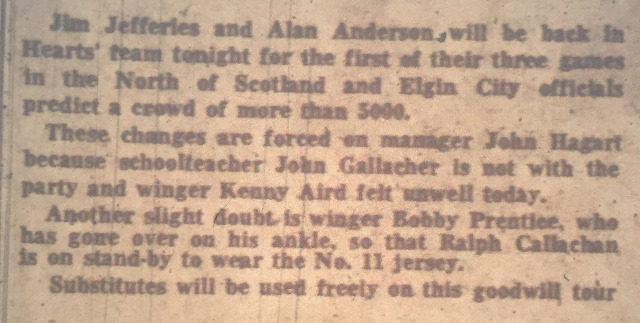 Jim Jefferies and Alan Anderson will be back in
Hearts' team tonight for the first of their three games
in the North of Scotland and Elgin City officials
predict a crowd of more than 5000.
These changes are forced on manager John Hagart
because schoolteacher John Gallacher is not with the
party and winger Kenny Aird felt unwell today.
Another slight doubt is winger Bobby Prentice, who
has gone over on his ankle, so that Ralph Callachan
is on stand-by to wear the No. 11 jersey.
Substitutes will be used freely on this goodwill tour